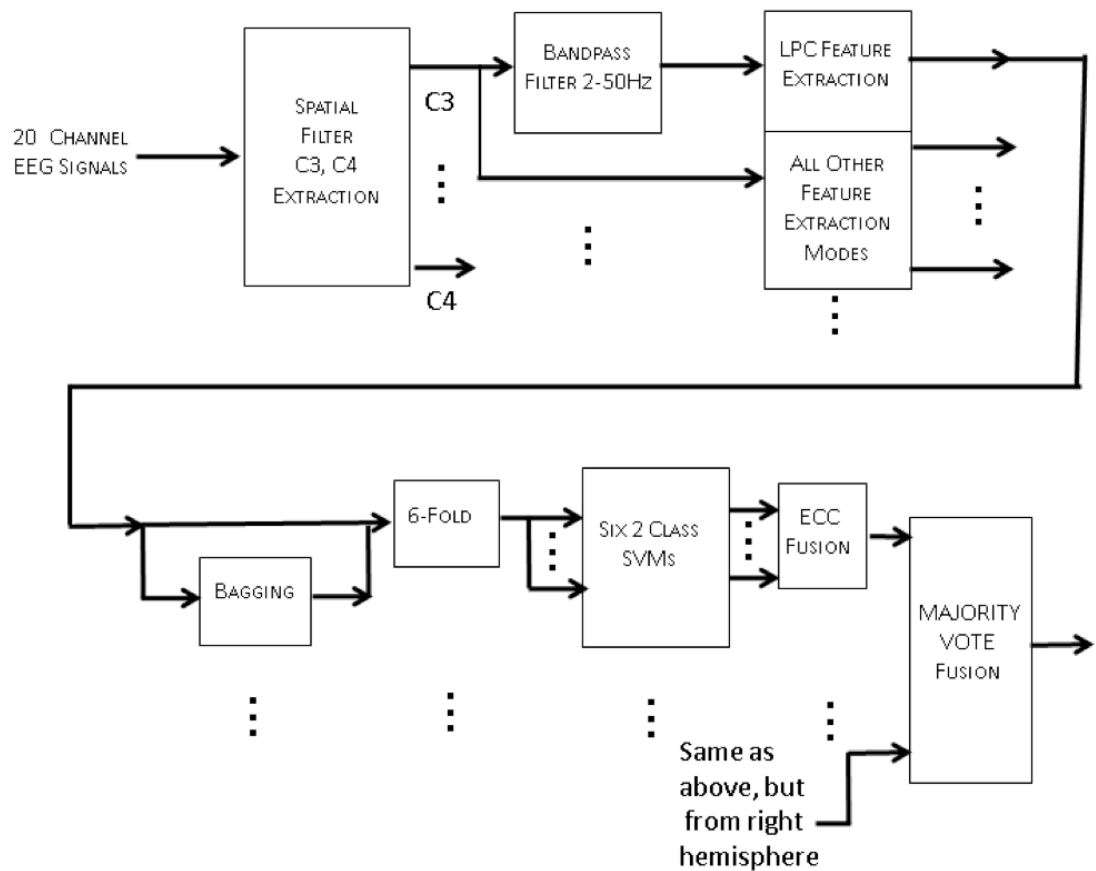 20 Channel
EEG Signals
Spatial
Filter
C3, C4
Extraction
C3
C4
Bandpass
Filter 2-50Hz
LPC Feature
Extraction
All Other
Feature
Extraction
Modes
Bagging
6-Fold
Six 2 Class
SVMs
ECC
Fusion
MAJORITY
VOTE
Fusion
Same as
above, but
from right
hemisphere